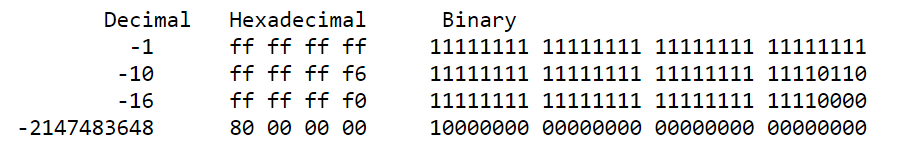 Decimal Hexadecimal Binary
-1 ff ff ff ff 11111111 11111111 11111111 11111111
-10 ff ff ff f6 11111111 11111111 11111111 11110110
-16 ff ff ff f0 11111111 11111111 11111111 11110000
-2147483648 80 00 00 00 10000000 00000000 00000000 00000000